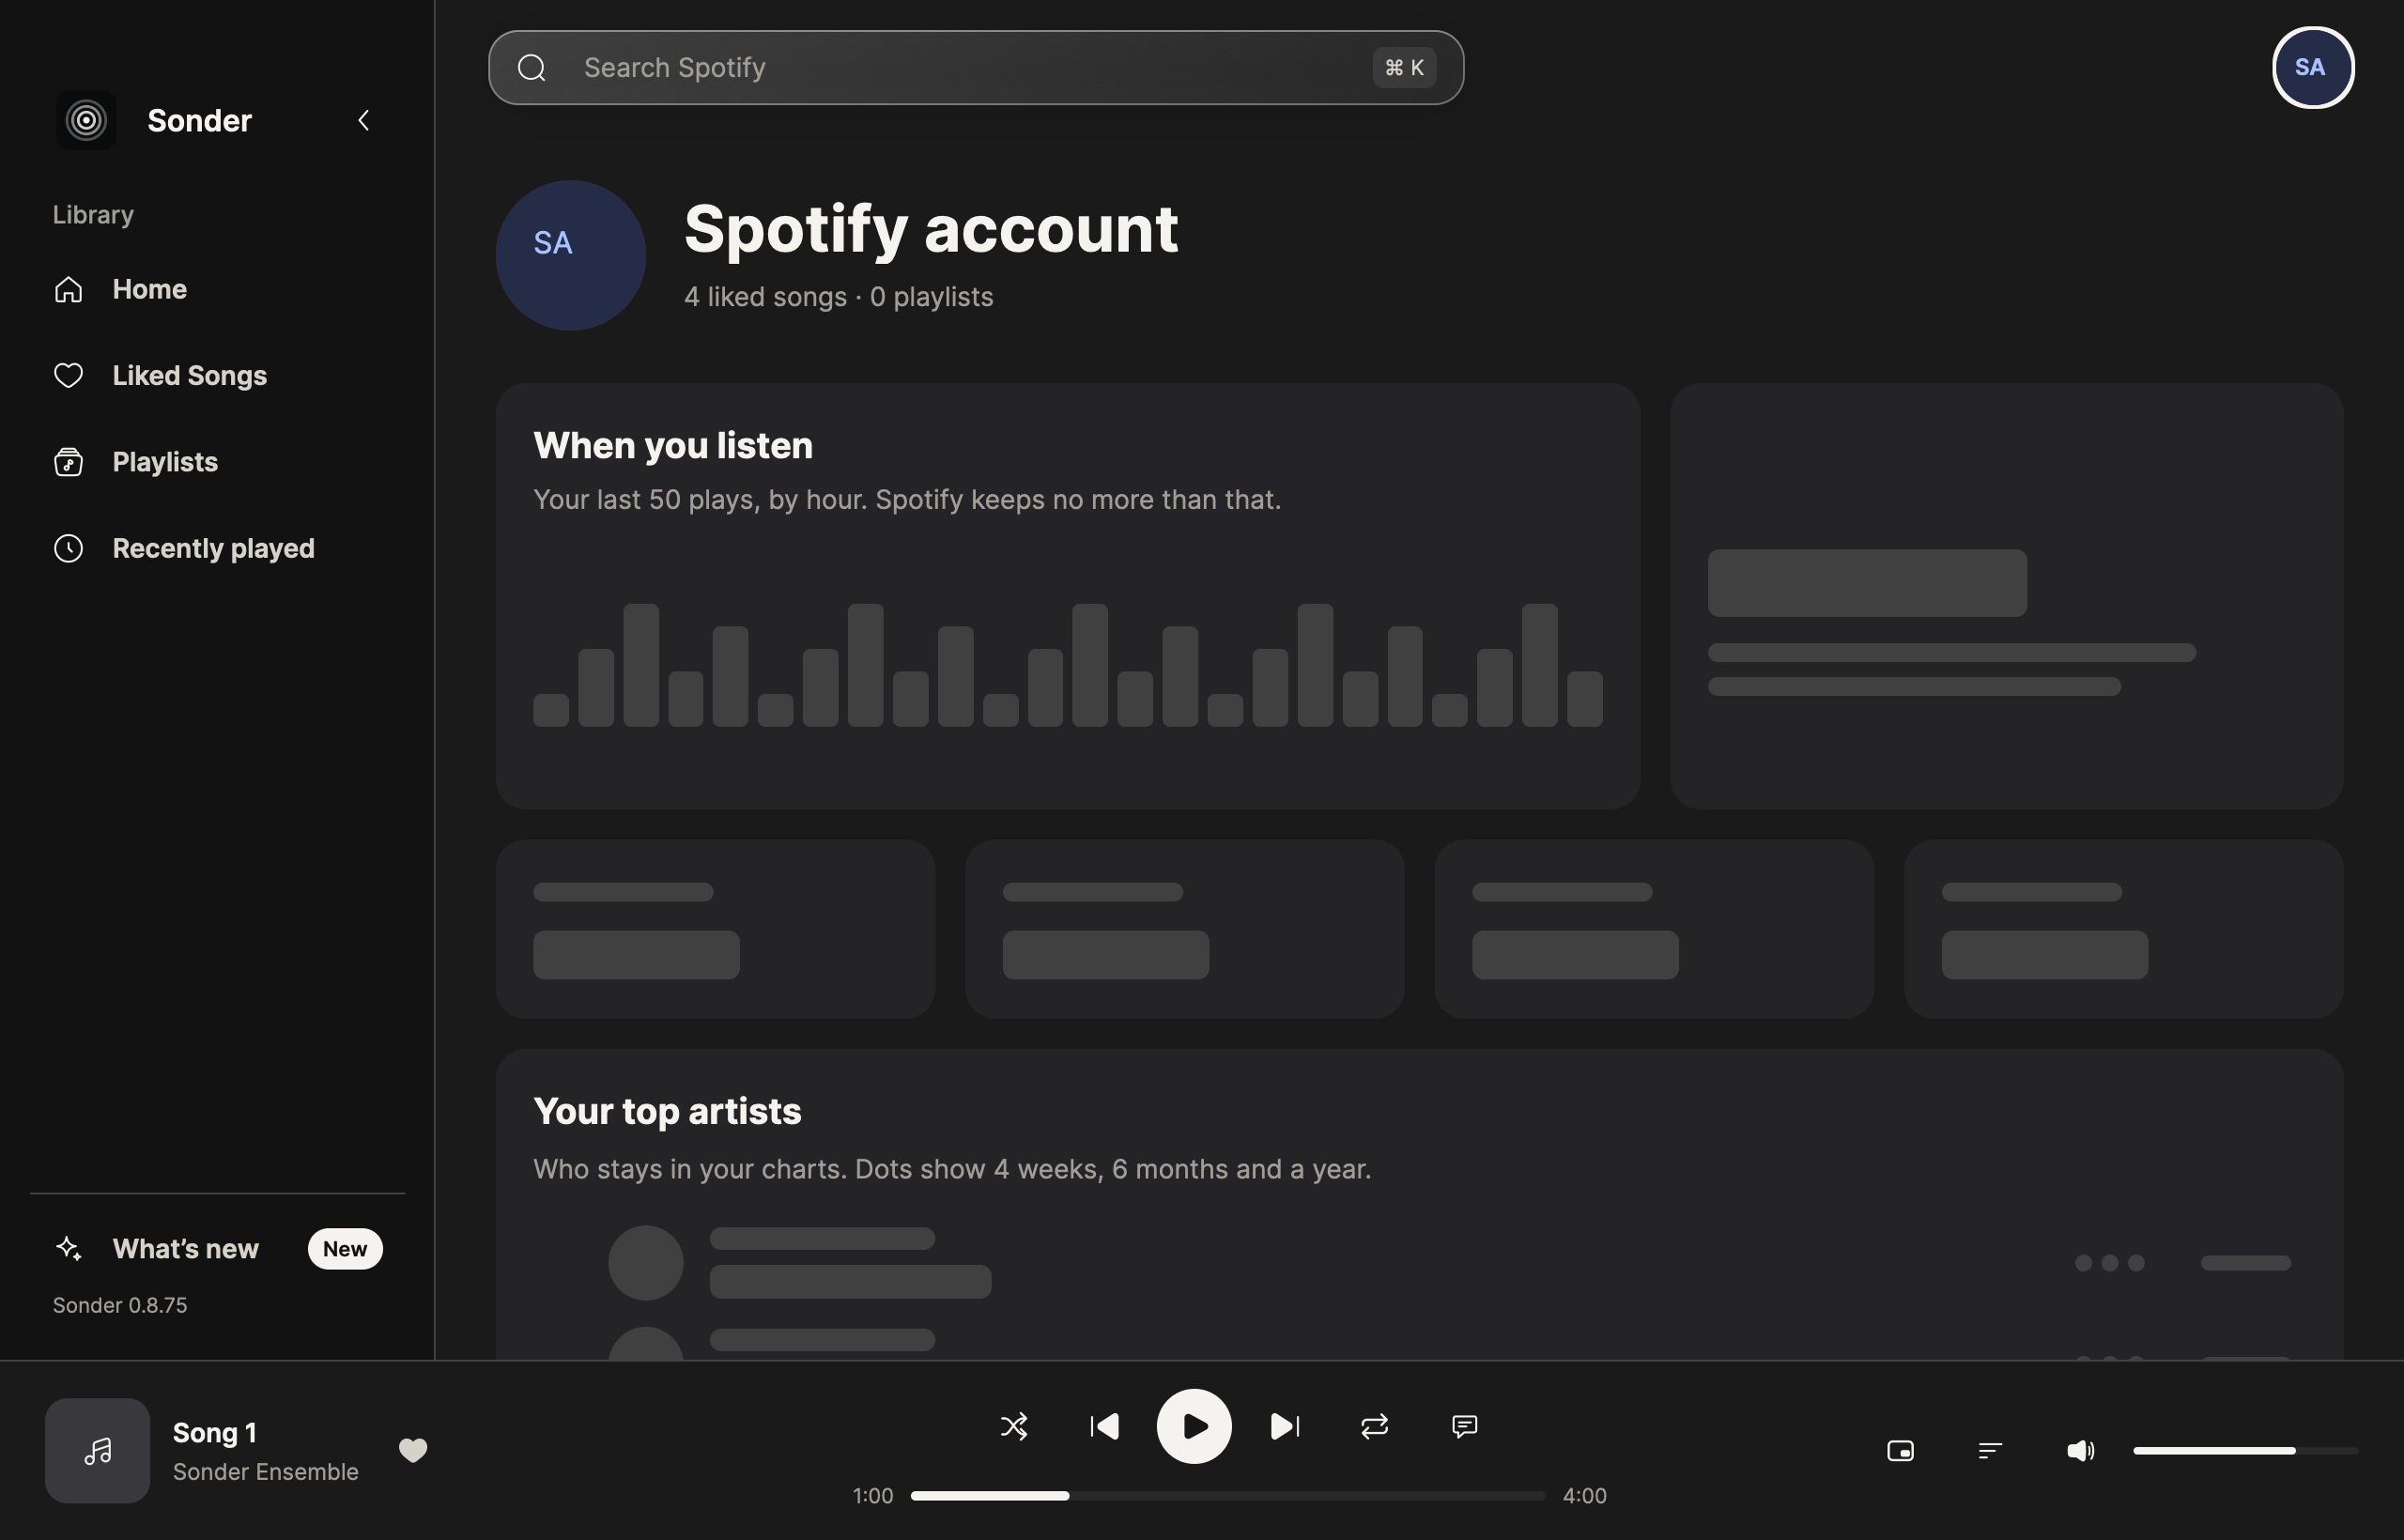 Search Spotify
⌘ K
SA
Sonder
Library
Home
Liked Songs
Playlists
Recently played
SA
Spotify account
4 liked songs · 0 playlists
When you listen
Your last 50 plays, by hour. Spotify keeps no more than that.
Your top artists
Who stays in your charts. Dots show 4 weeks, 6 months and a year.
What’s new
New
Sonder 0.8.75
Song 1
Sonder Ensemble
1:00
4:00